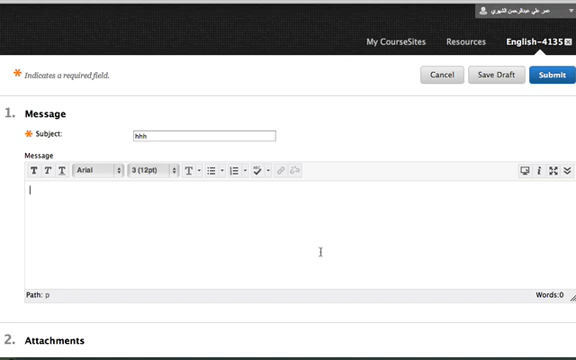 عمر علي عبدالرحمن الشهري
My CourseSites Resources English-4135
* Indicates a required field.
Cancel Save Draft Submit
1. Message
* Subject: hhh
Message
T T T Arial 3 (12pt) T ABC i
Path: p Words:0
2. Attachments